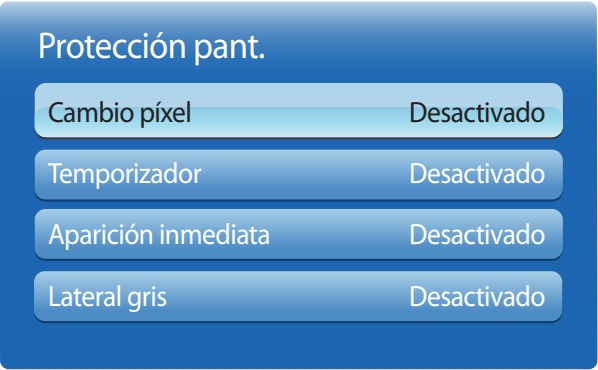 Protección pant.
Cambio píxel Desactivado
Temporizador Desactivado
Aparición inmediata Desactivado
Lateral gris Desactivado